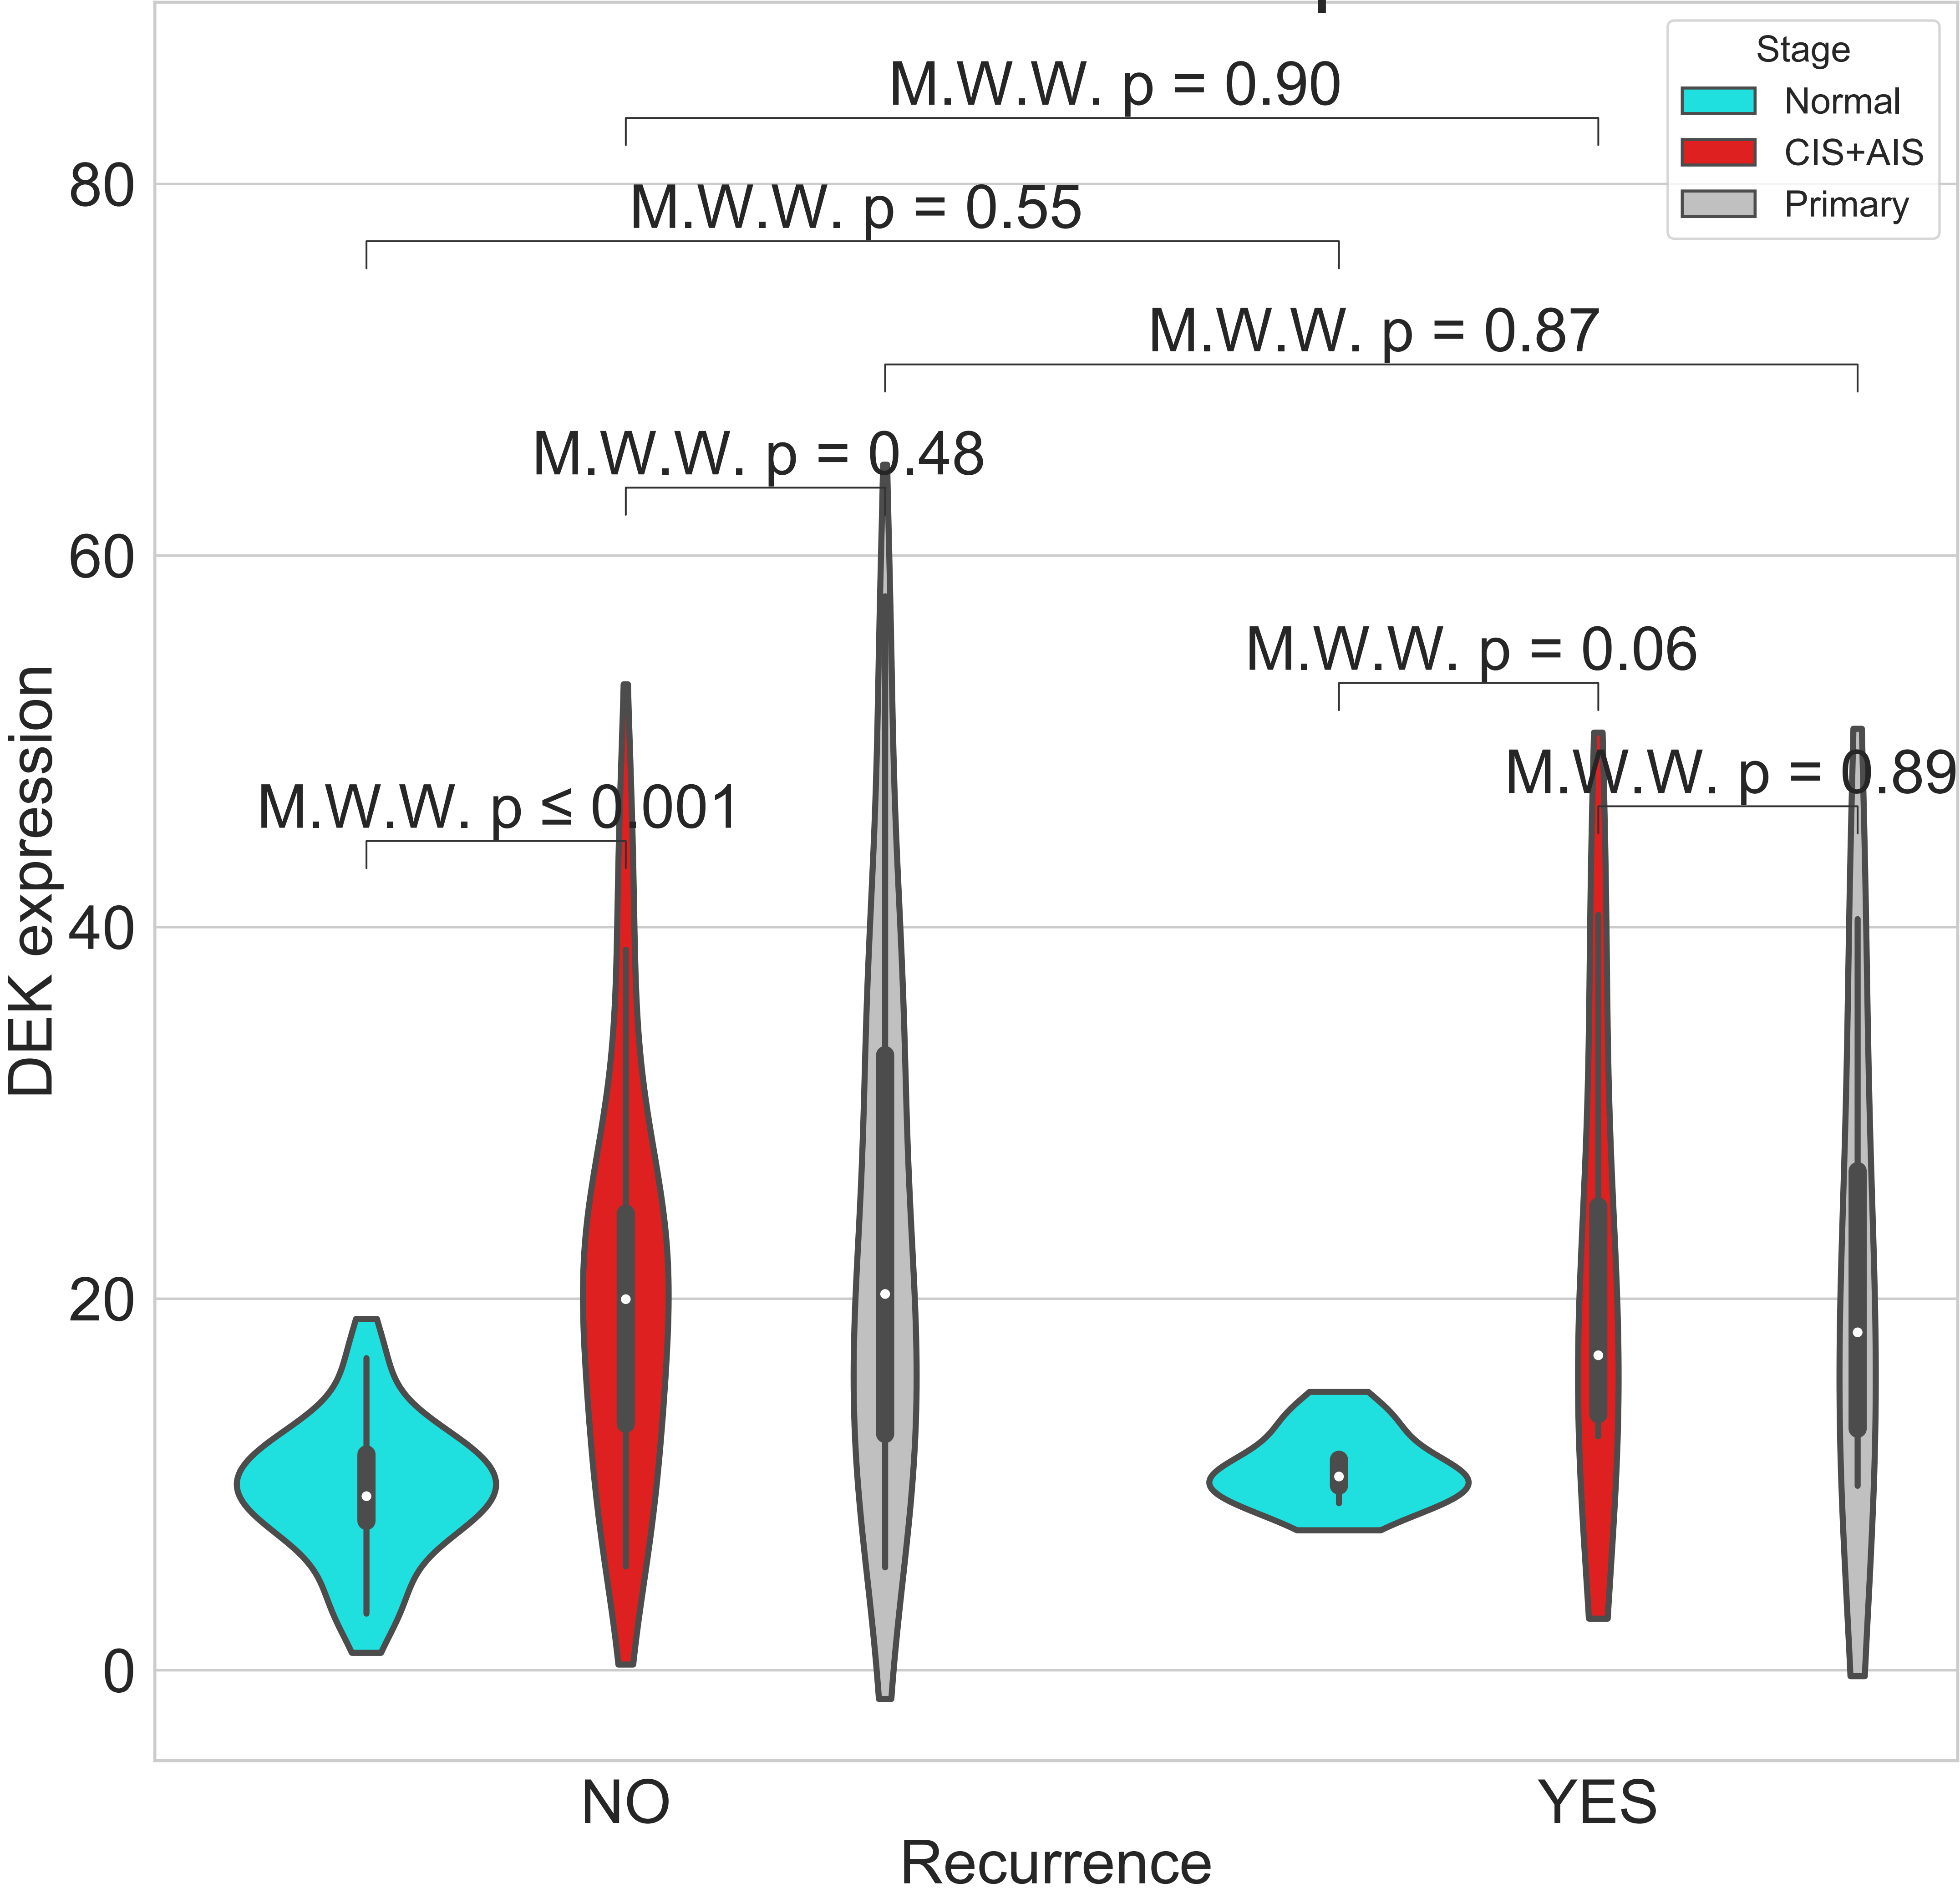 Stage
Normal
CIS+AIS
Primary
M.W.W. p = 0.90
M.W.W. p = 0.55
M.W.W. p = 0.87
M.W.W. p = 0.48
M.W.W. p = 0.06
M.W.W. p = 0.89
M.W.W. p ≤ 0.001
DEK expression
80
60
40
20
0
NO
YES
Recurrence